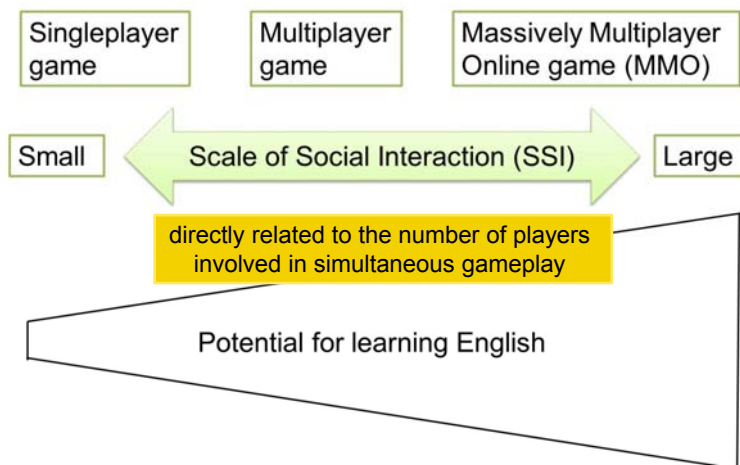 Singleplayer
game
Multiplayer
game
Massively Multiplayer
Online game (MMO)
Small
Scale of Social Interaction (SSI)
Large
directly related to the number of players
involved in simultaneous gameplay
Potential for learning English